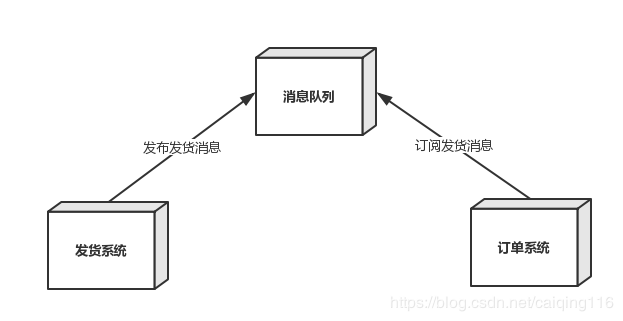 消息队列
发布发货消息
订阅发货消息
发货系统
订单系统
https://blog.csdn.net/caiqing116